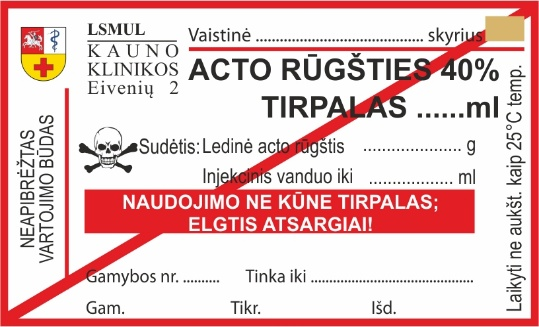 LSMUL
KAUNO
KLINIKOS
Eivenių 2
Vaistinė ........................................... skyrius
ACTO RŪGŠTIES 40%
TIRPALAS ......ml
Sudėtis: Ledinė acto rūgštis ...................... g
Injekcinis vanduo iki ................... ml
NAUDOJIMO NE KŪNE TIRPALAS;
ELGTIS ATSARGIAI!
Gamybos nr. .......... Tinka iki ..............................
Gam. Tikr. Išd.
NEAPIBRĖŽTAS
VARTOJIMO BŪDAS
Laikyti ne aukšt. kaip 25°C temp.